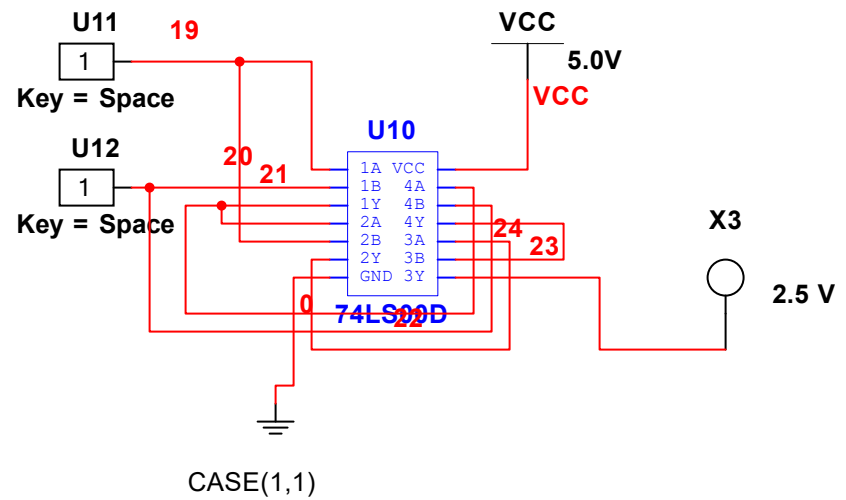 U11
19
1
Key = Space
VCC
5.0V
VCC
U10
U12
20
21
1
Key = Space
1A VCC
1B 4A
1Y 4B
2A 4Y
2B 3A
2Y 3B
GND 3Y
24
23
X3
2.5 V
0
74LS00D
22
CASE(1,1)